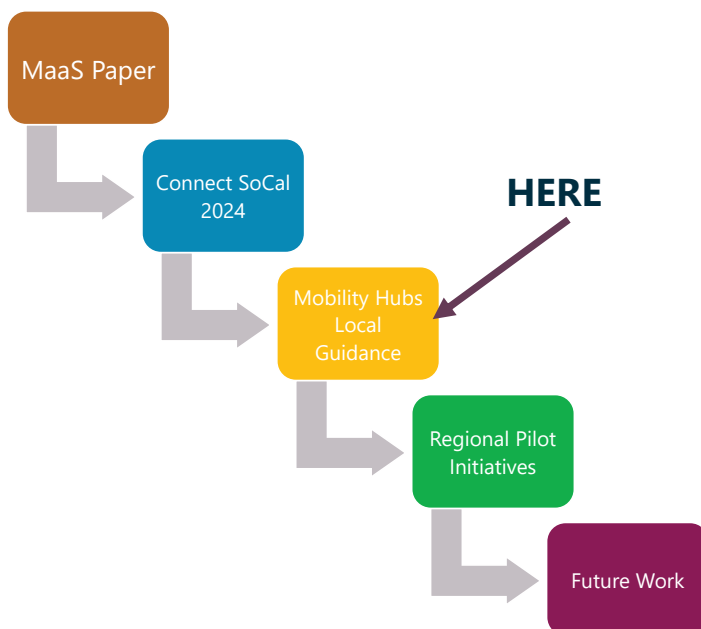 MaaS Paper
Connect SoCal
2024
HERE
Mobility Hubs
Local
Guidance
Regional Pilot
Initiatives
Future Work